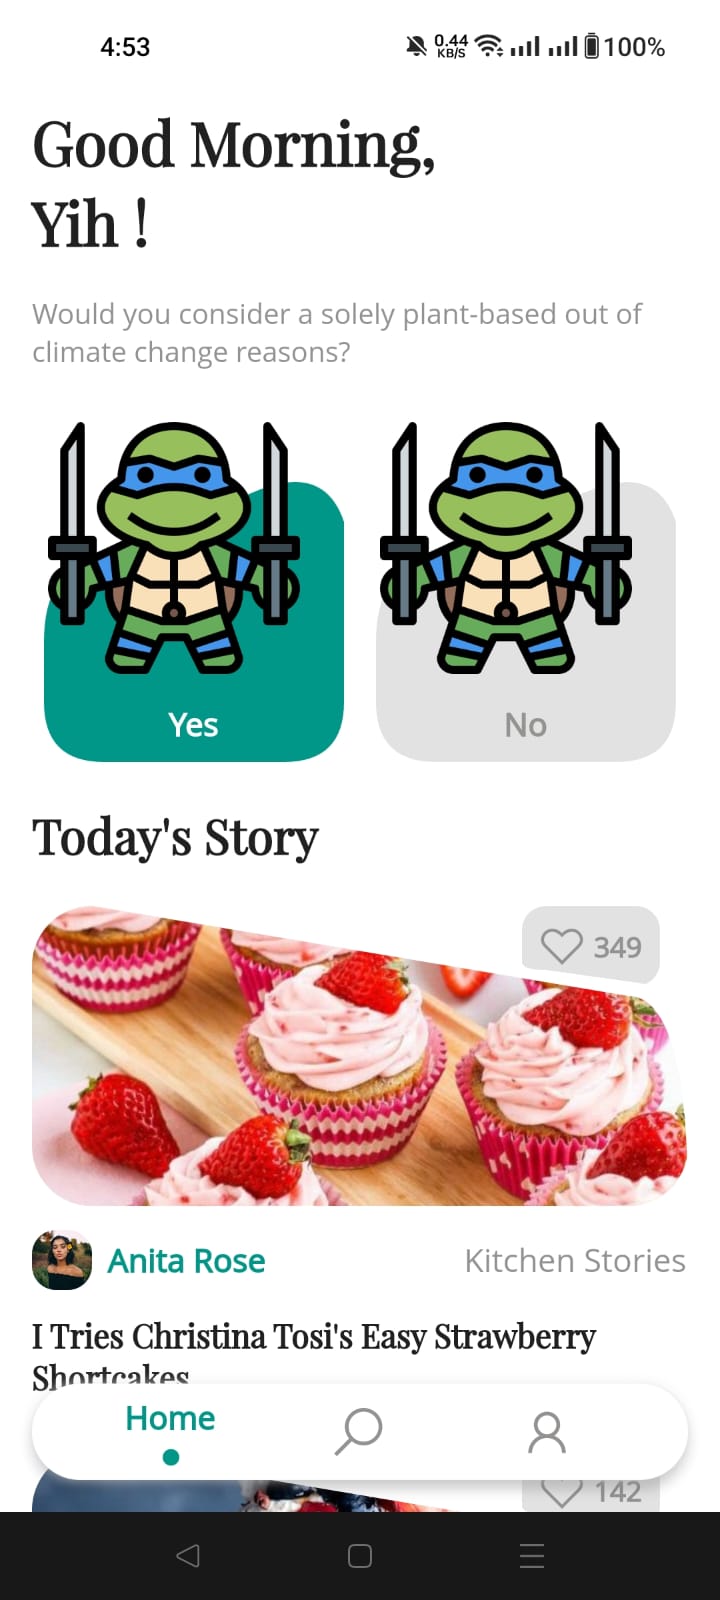 4:53 0.44 KB/S 100%
Good Morning,
Yih !
Would you consider a solely plant-based out of
climate change reasons?
Yes No
Today's Story
349
Anita Rose Kitchen Stories
I Tries Christina Tosi's Easy Strawberry
Shortcakes
Home
142